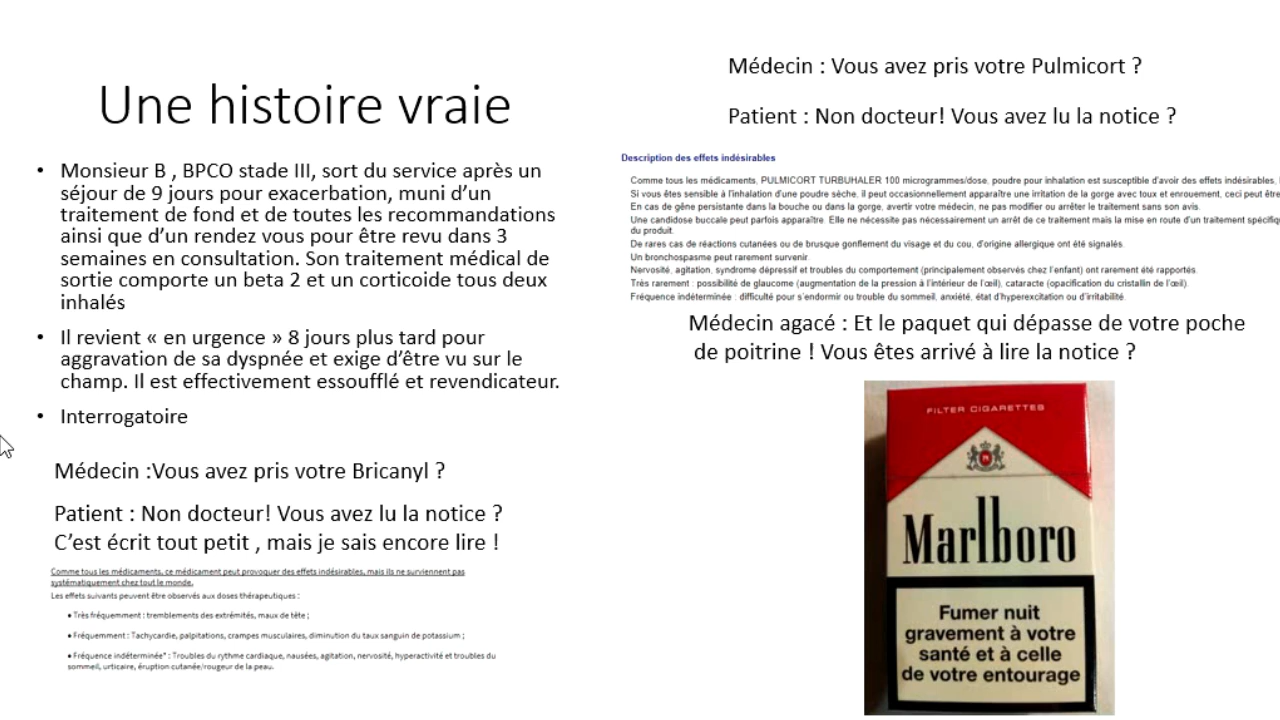 Une histoire vraie
• Monsieur B , BPCO stade III, sort du service après un
séjour de 9 jours pour exacerbation, muni d’un
traitement de fond et de toutes les recommandations
ainsi que d’un rendez vous pour être revu dans 3
semaines en consultation. Son traitement médical de
sortie comporte un beta 2 et un corticoide tous deux
inhalés
• Il revient « en urgence » 8 jours plus tard pour
aggravation de sa dyspnée et exige d’être vu sur le
champ. Il est effectivement essoufflé et revendicateur.
• Interrogatoire
Médecin :Vous avez pris votre Bricanyl ?
Patient : Non docteur! Vous avez lu la notice ?
C’est écrit tout petit , mais je sais encore lire !
Comme tous les médicaments, ce médicament peut provoquer des effets indésirables, mais ils ne surviennent pas
systématiquement chez tout le monde.
Les effets suivants peuvent être observés aux doses thérapeutiques :
• Très fréquemment : tremblements des extrémités, maux de tête ;
• Fréquemment : Tachycardie, palpitations, crampes musculaires, diminution du taux sanguin de potassium ;
• Fréquence indéterminée* : Troubles du rythme cardiaque, nausées, agitation, nervosité, hyperactivité et troubles du
sommeil, urticaire, éruption cutanée/rougeur de la peau.
Médecin : Vous avez pris votre Pulmicort ?
Patient : Non docteur! Vous avez lu la notice ?
Description des effets indésirables
Comme tous les médicaments, PULMICORT TURBUHALER 100 microgrammes/dose, poudre pour inhalation est susceptible d'avoir des effets indésirables,
Si vous êtes sensible à l'inhalation d'une poudre sèche, il peut occasionnellement apparaître une irritation de la gorge avec toux et enrouement, ceci peut être
En cas de gêne persistante dans la bouche ou dans la gorge, avertir votre médecin, ne pas modifier ou arrêter le traitement sans son avis.
Une candidose buccale peut parfois apparaître. Elle ne nécessite pas nécessairement un arrêt de ce traitement mais la mise en route d'un traitement spécifiq
du produit.
De rares cas de réactions cutanées ou de brusque gonflement du visage et du cou, d'origine allergique ont été signalés.
Un bronchospasme peut rarement survenir.
Nervosité, agitation, syndrome dépressif et troubles du comportement (principalement observés chez l'enfant) ont rarement été rapportés.
Très rarement : possibilité de glaucome (augmentation de la pression à l'intérieure de l'œil), cataracte (opacification du cristallin de l'œil).
Fréquence indéterminée : difficulté pour s'endormir ou trouble du sommeil, anxiété, état d'hyperexcitation ou d'irritabilité.
Médecin agacé : Et le paquet qui dépasse de votre poche
de poitrine ! Vous êtes arrivé à lire la notice ?
FILTER CIGARETTES
Marlboro
Fumer nuit
gravement à votre
santé et à celle
de votre entourage